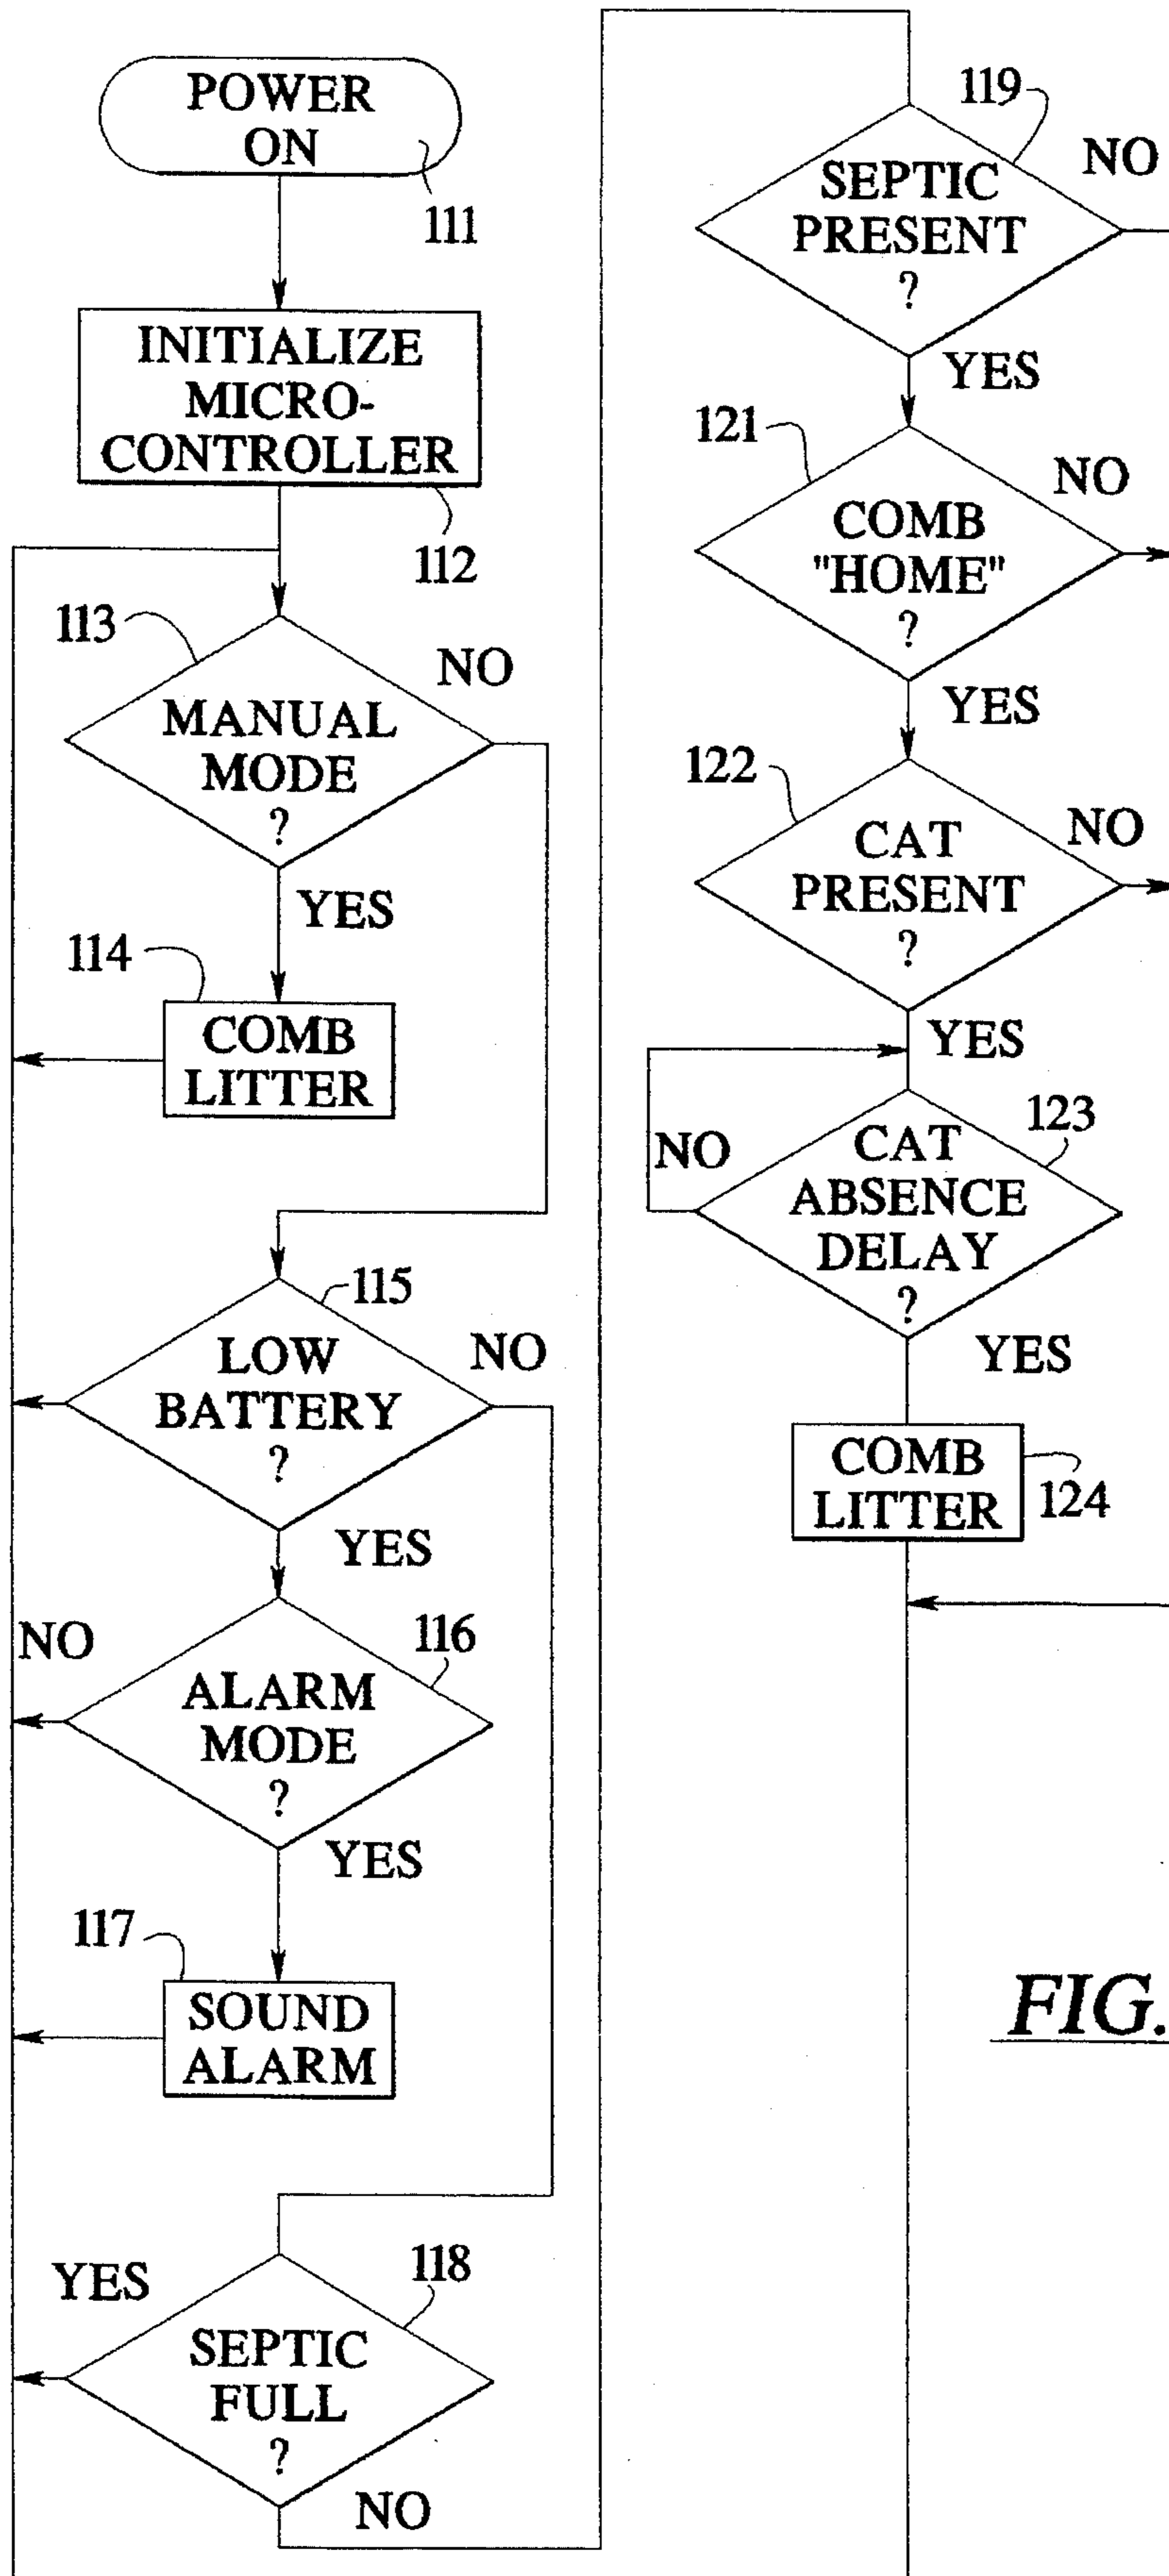 POWER
ON
111
INITIALIZE
MICRO-
CONTROLLER
112
113
NO
MANUAL
MODE
?
YES
114
COMB
LITTER
115
NO
LOW
BATTERY
?
YES
NO
116
ALARM
MODE
?
YES
117
SOUND
ALARM
YES
118
SEPTIC
FULL
?
NO
119
NO
SEPTIC
PRESENT
?
YES
121
NO
COMB
"HOME"
?
YES
122
NO
CAT
PRESENT
?
YES
123
NO
CAT
ABSENCE
DELAY
?
YES
COMB
LITTER
124
FIG.